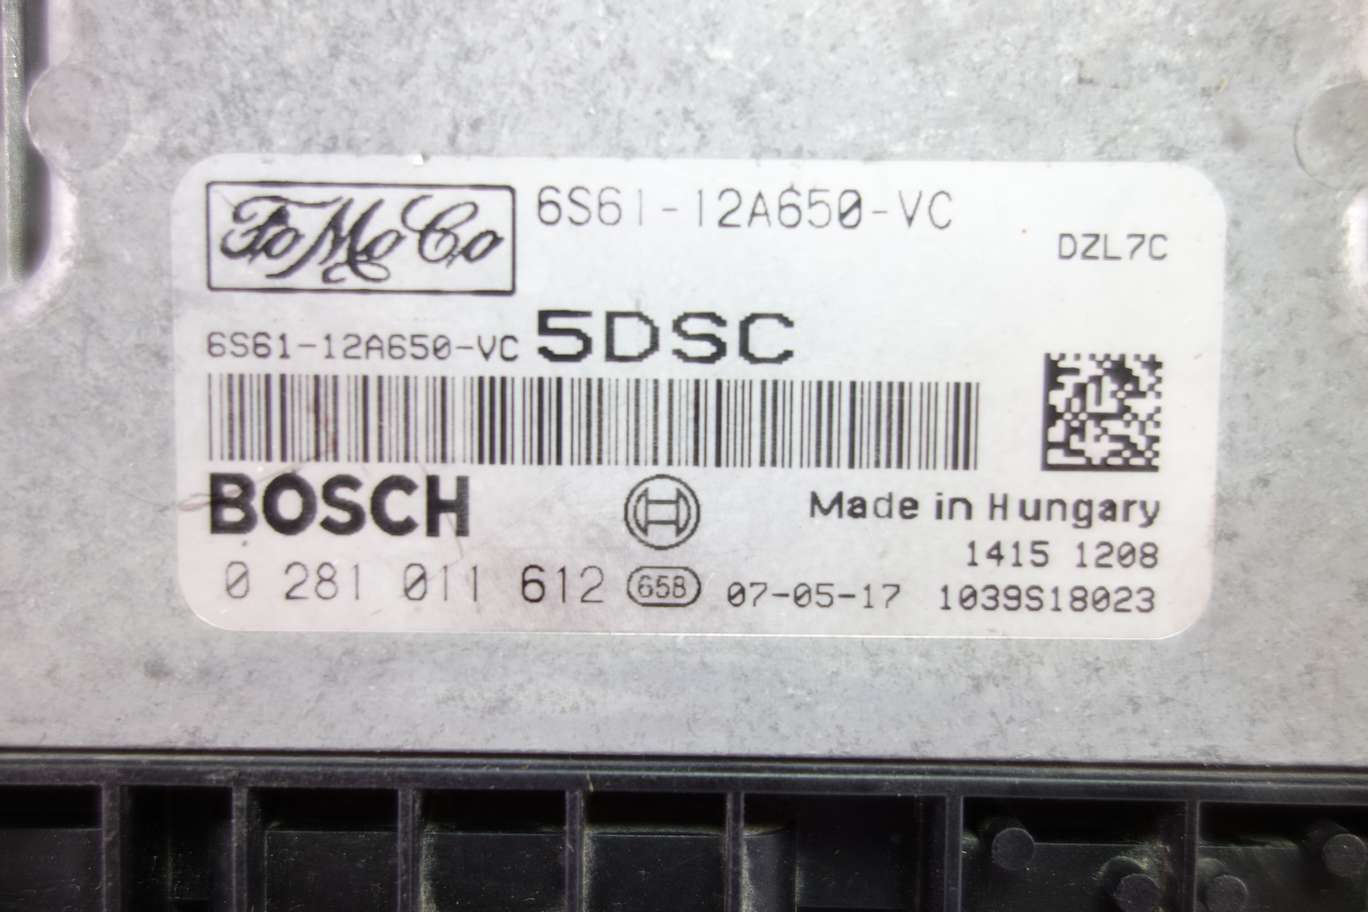 FoMoCo 6S61-12A650-VC
DZL7C
6S61-12A650-VC 5DSC
BOSCH
Made in Hungary
1415 1208
0 281 011 612 658 07-05-17 1039S18023